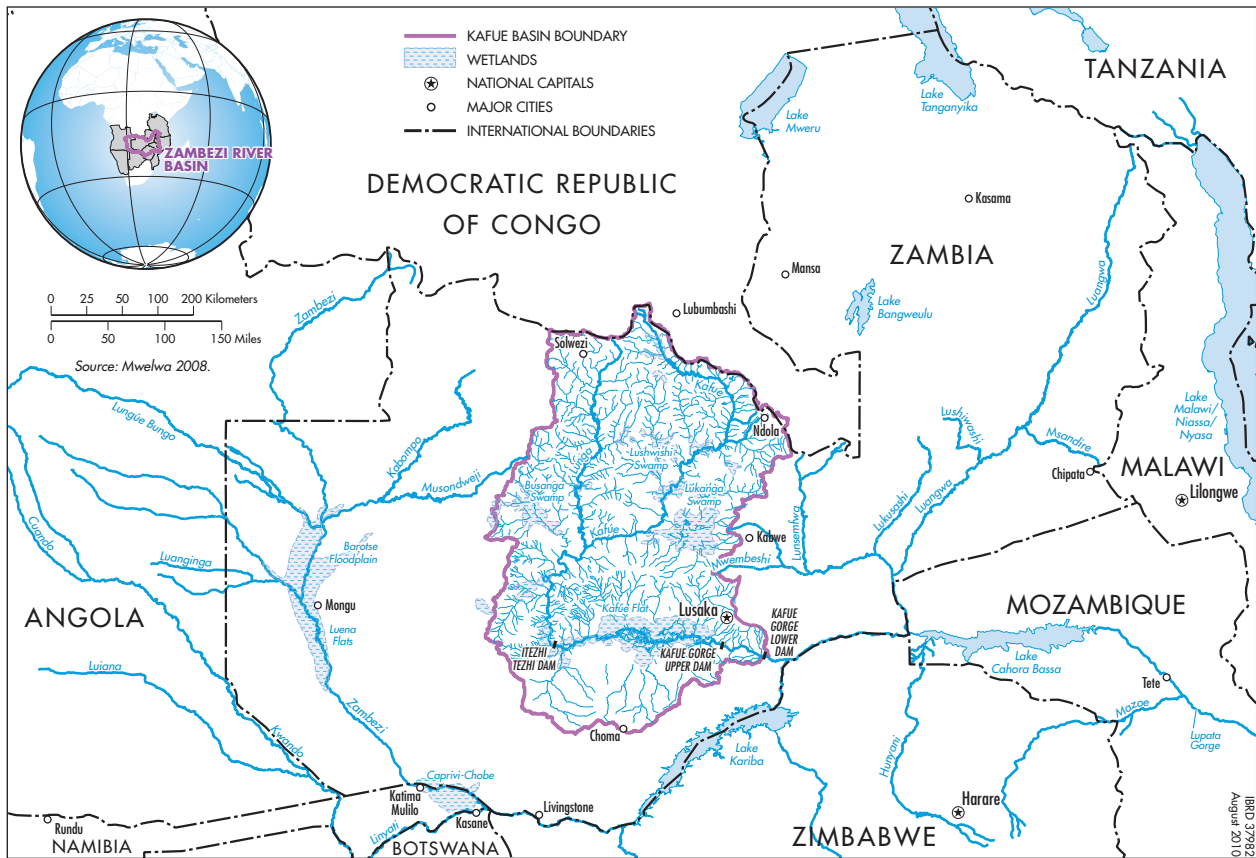 KAFUE BASIN BOUNDARY
WETLANDS
NATIONAL CAPITALS
MAJOR CITIES
INTERNATIONAL BOUNDARIES
ZAMBEZI RIVER
BASIN
0 25 50 100 200 Kilometers
0 50 100 150 Miles
Source: Mwelwa 2008.
TANZANIA
Lake
Tanganyika
Lake
Mweru
DEMOCRATIC REPUBLIC
OF CONGO
Kasama
ZAMBIA
Mansa
Lake
Bangweulu
Luangwa
Lubumbashi
Solwezi
Zambezi
Kafue
Ndola
Lungúe Bungo
Kabompo
Musondweji
Lunga
Lushwishi
Swamp
Busanga
Swamp
Lukanga
Swamp
Kafue
Kabwe
Lunsemfwa
Mwembeshi
Lukusashi
Luangwa
Lushiwashi
Msandire
Chipata
Lake
Malawi/
Niassa/
Nyasa
MALAWI
Lilongwe
Cuando
Luanginga
Barotse
Floodplain
ANGOLA
Mongu
Luena
Flats
Luiana
Zambezi
Kwando
Kafue Flat
Lusaka
ITEZHI
TEZHI DAM
KAFUE GORGE
UPPER DAM
KAFUE
GORGE
LOWER
DAM
MOZAMBIQUE
Lake
Cahora Bassa
Tete
Mazoe
Lupata
Gorge
Choma
Lake
Kariba
Hunyani
Harare
Caprivi-Chobe
Katima
Mulilo
Kasane
Livingstone
Linyati
Rundu
NAMIBIA
BOTSWANA
ZIMBABWE
IBRD 37982
August 2010